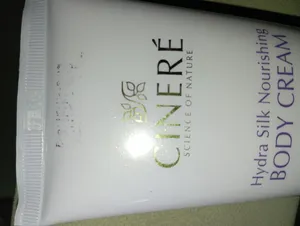 CINERÉ
SCIENCE OF NATURE
Hydra Silk Nourishing
BODY CREAM